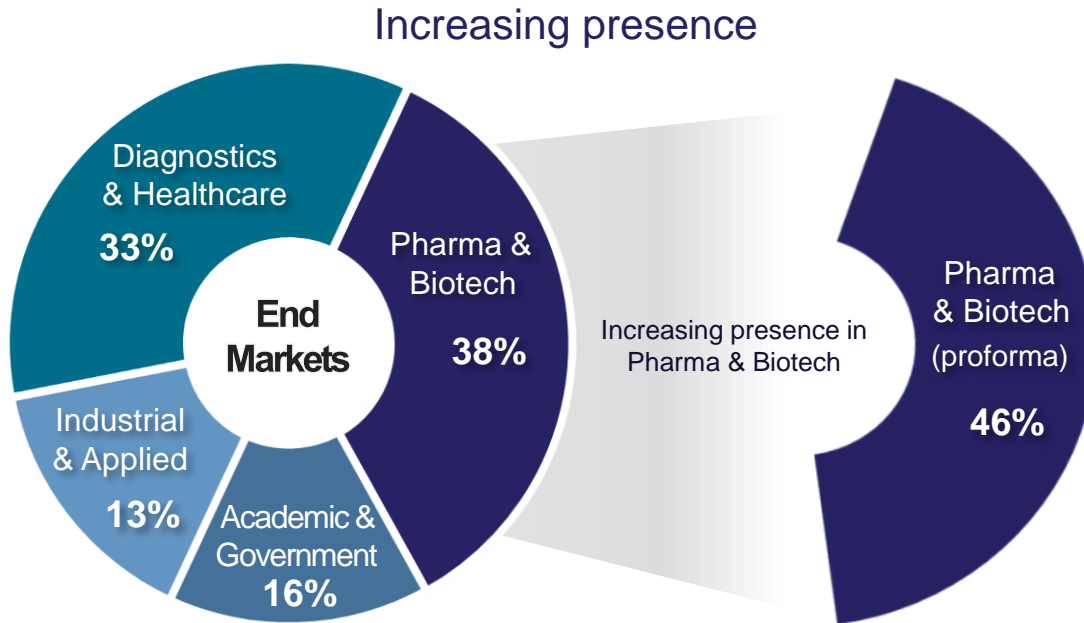 Increasing presence
Diagnostics
& Healthcare
33%
Pharma &
Biotech
38%
End
Markets
Industrial
& Applied
13%
Academic &
Government
16%
Increasing presence in
Pharma & Biotech
Pharma
& Biotech
(proforma)
46%